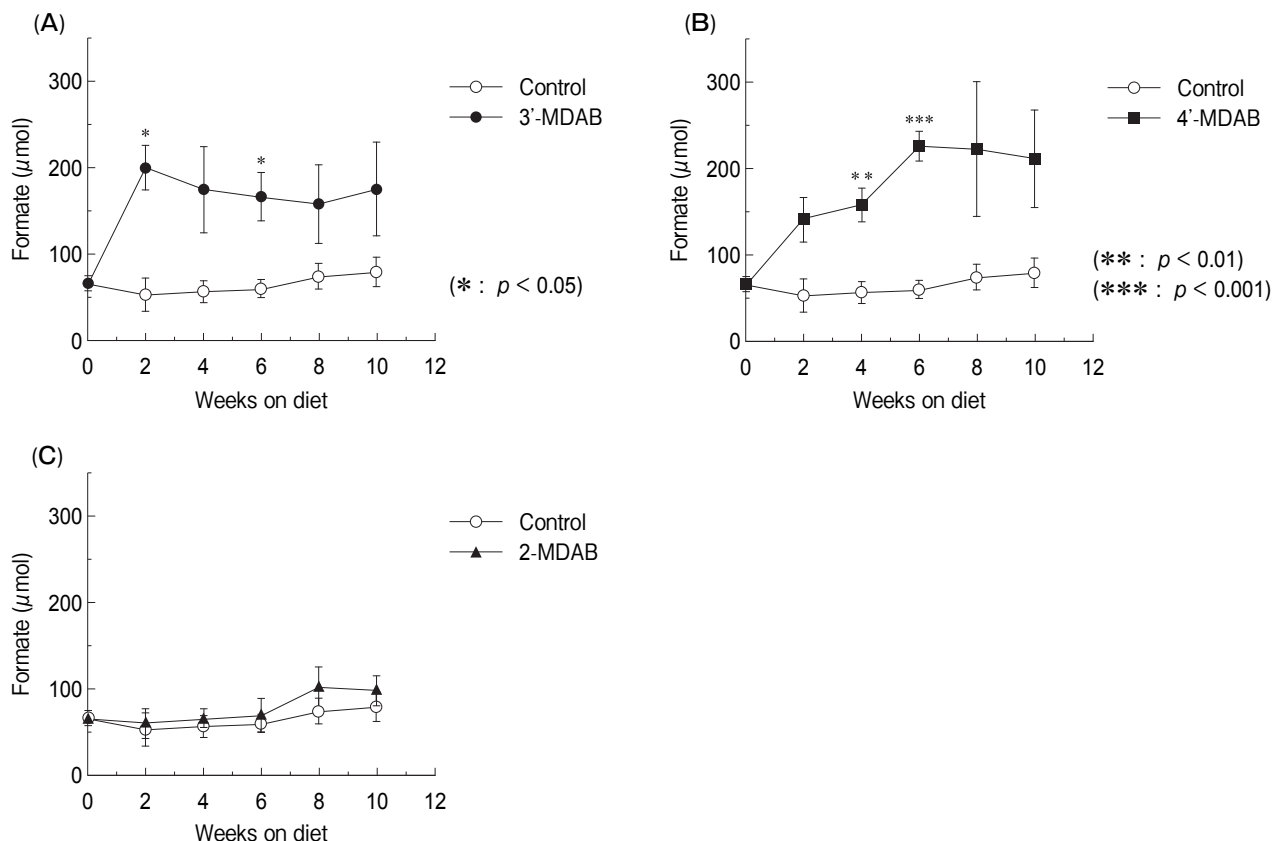 (A)
300
200
100
0
Formate (μmol)
* *
0 2 4 6 8 10 12
Weeks on diet
Control
3'-MDAB
(* : p < 0.05)
(B)
300
200
100
0
Formate (μmol)
** ***
0 2 4 6 8 10 12
Weeks on diet
Control
4'-MDAB
(** : p < 0.01)
(*** : p < 0.001)
(C)
300
200
100
0
Formate (μmol)
0 2 4 6 8 10 12
Weeks on diet
Control
2-MDAB